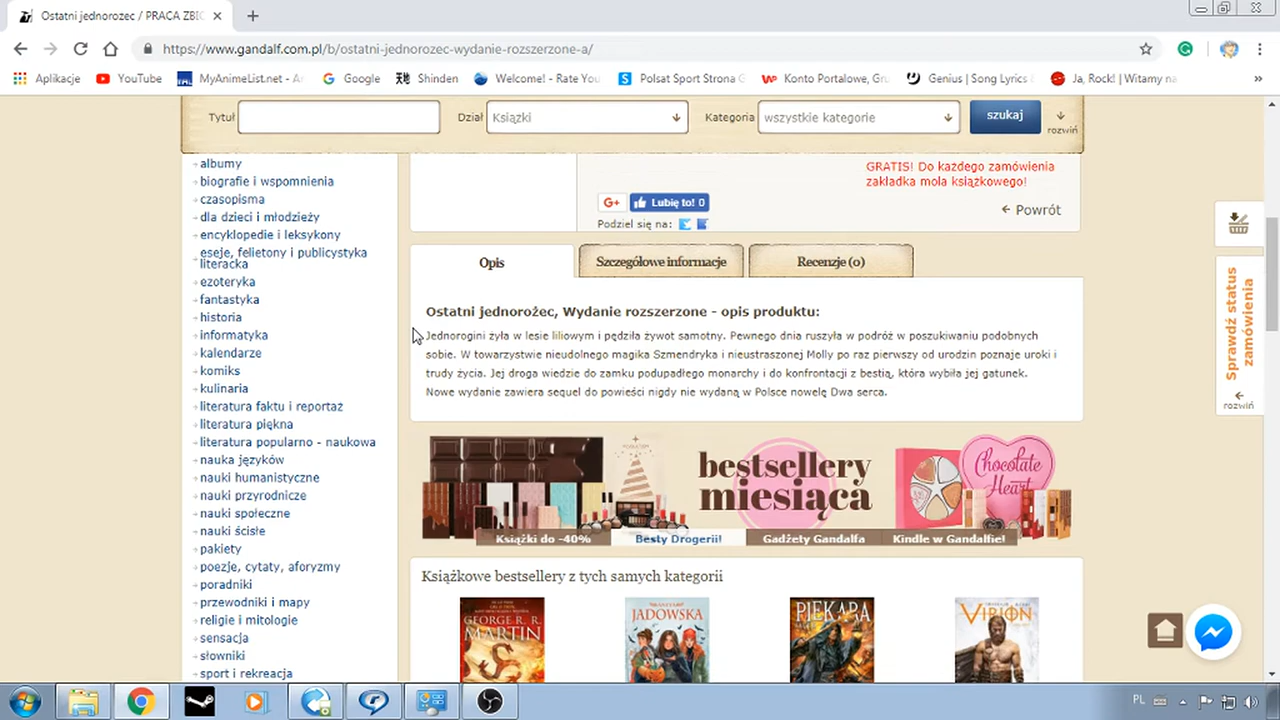 Ostatni jednorożec / PRACA ZBIO
https://www.gandalf.com.pl/b/ostatni-jednorozec-wydanie-rozszerzone-a/
Aplikacje YouTube MyAnimeList.net - An Google Shinden Welcome! - Rate You Polsat Sport Strona G Konto Portalowe, Gru Genius | Song Lyrics & Ja, Rock! | Witamy na »
Tytuł Dział Książki Kategoria wszystkie kategorie szukaj rozwiń
albumy
biografie i wspomnienia
czasopisma
dla dzieci i młodzieży
encyklopedie i leksykony
eseje, felietony i publicystyka
literacka
ezoteryka
fantastyka
historia
informatyka
kalendarze
komiks
kulinaria
literatura faktu i reportaż
literatura piękna
literatura popularno - naukowa
nauka języków
nauki humanistyczne
nauki przyrodnicze
nauki społeczne
nauki ścisłe
pakiety
poezje, cytaty, aforyzmy
poradniki
przewodniki i mapy
religie i mitologie
sensacja
słowniki
sport i rekreacja
GRATIS! Do każdego zamówienia
zakładka mola książkowego!
G+ Lubię to! 0
Podziel się na:
Powrót
Opis Szczegółowe informacje Recenzje (0)
Ostatni jednorożec, Wydanie rozszerzone - opis produktu:
Jednorogini żyła w lesie liliowym i pędziła żywot samotny. Pewnego dnia ruszyła w podróż w poszukiwaniu podobnych
sobie. W towarzystwie nieudolnego magika Szmendryka i nieustraszonej Molly po raz pierwszy od urodzin poznaje uroki i
trudy życia. Jej droga wiedzie do zamku podupadłego monarchy i do konfrontacji z bestią, która wybiła jej gatunek.
Nowe wydanie zawiera sequel do powieści nigdy nie wydaną w Polsce nowelę Dwa serca.
bestsellery
miesiąca
Chocolate
Heart
Książki do -40% Besty Drogerii! Gadżety Gandalfa Kindle w Gandalfie!
Książkowe bestsellery z tych samych kategorii
GEORGE R. R.
MARTIN
JADOWSKA
PIEKARA
VIRION
Sprawdź status
zamówienia
rozwiń
PL